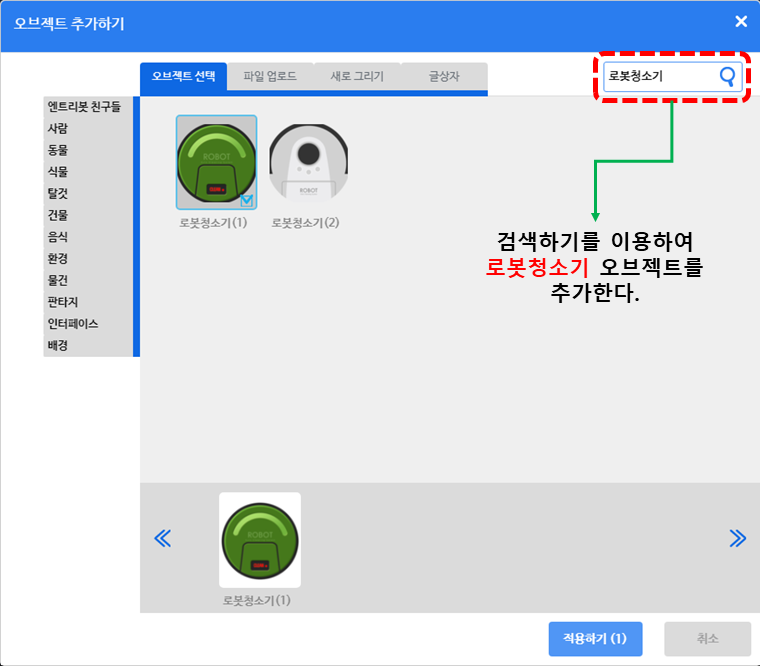 오브젝트 추가하기
오브젝트 선택
파일 업로드
새로 그리기
글상자
로봇청소기
엔트리봇 친구들
사람
동물
식물
탈것
건물
음식
환경
물건
판타지
인터페이스
배경
ROBOT
ROBOT
로봇청소기(1)
로봇청소기(2)
검색하기를 이용하여
로봇청소기 오브젝트를
추가한다.
ROBOT
로봇청소기(1)
적용하기 (1)
취소